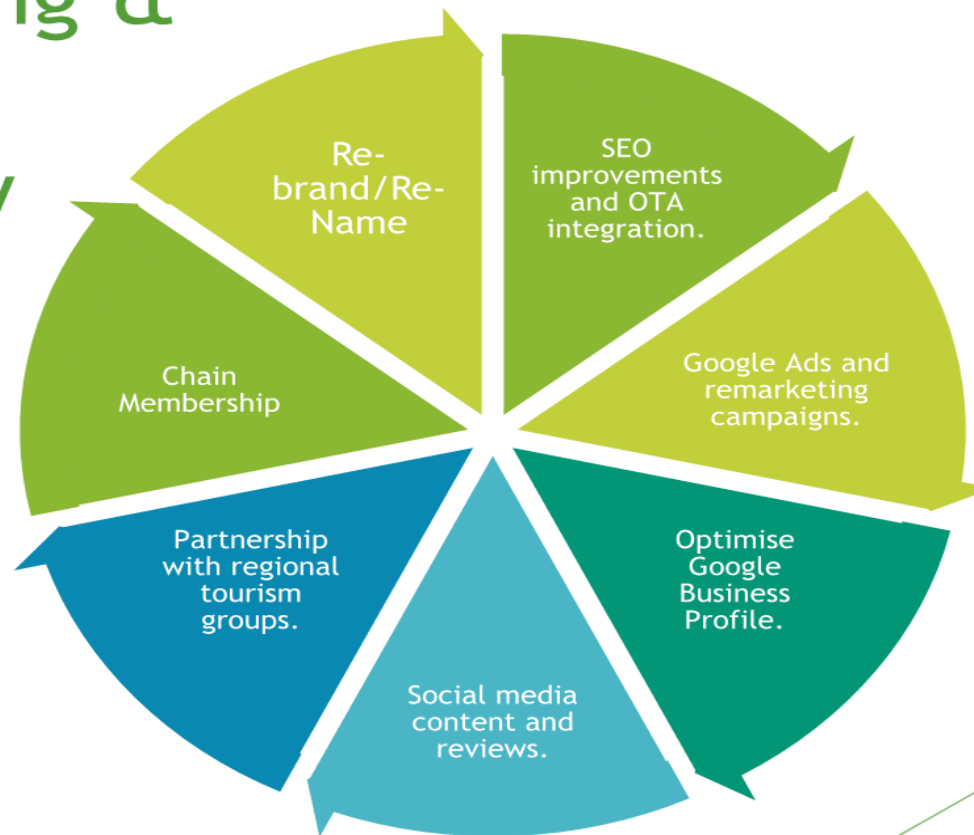 Re-
brand/Re-
Name
SEO
improvements
and OTA
integration.
Google Ads and
remarketing
campaigns.
Optimise
Google
Business
Profile.
Social media
content and
reviews.
Partnership
with regional
tourism
groups.
Chain
Membership